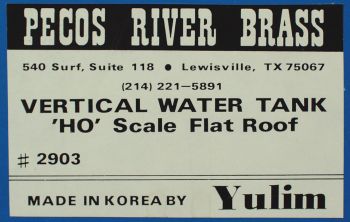 PECOS RIVER BRASS
540 Surf, Suite 118 ● Lewisville, TX 75067
(214) 221-5891
VERTICAL WATER TANK
'HO' Scale Flat Roof
# 2903
MADE IN KOREA BY Yulim